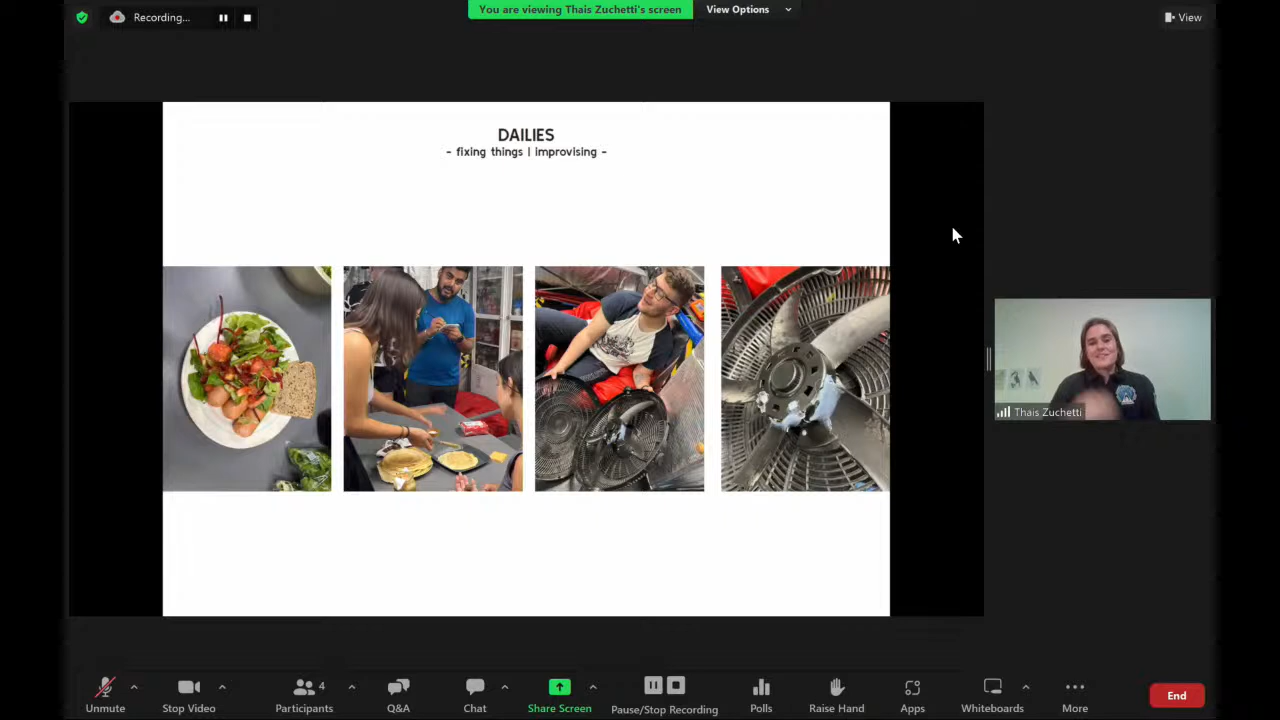 Recording...
You are viewing Thais Zuchetti's screen
View Options
View
DAILIES
- fixing things | improvising -
Thais Zuchetti
4
Unmute
Stop Video
Participants
Q&A
Chat
Share Screen
Pause/Stop Recording
Polls
Raise Hand
Apps
Whiteboards
More
End